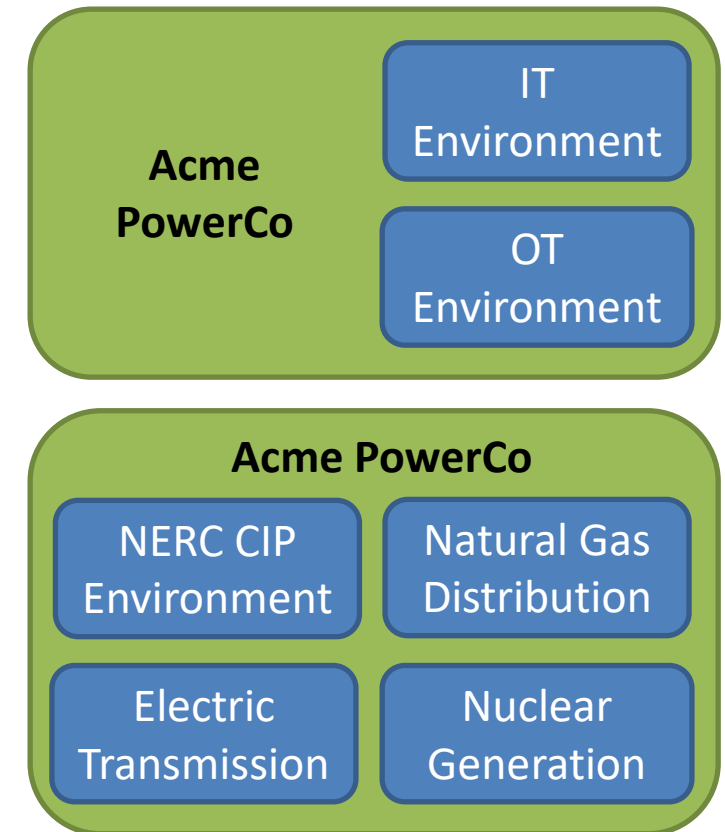 Acme
PowerCo
IT
Environment
OT
Environment
Acme PowerCo
NERC CIP
Environment
Natural Gas
Distribution
Electric
Transmission
Nuclear
Generation